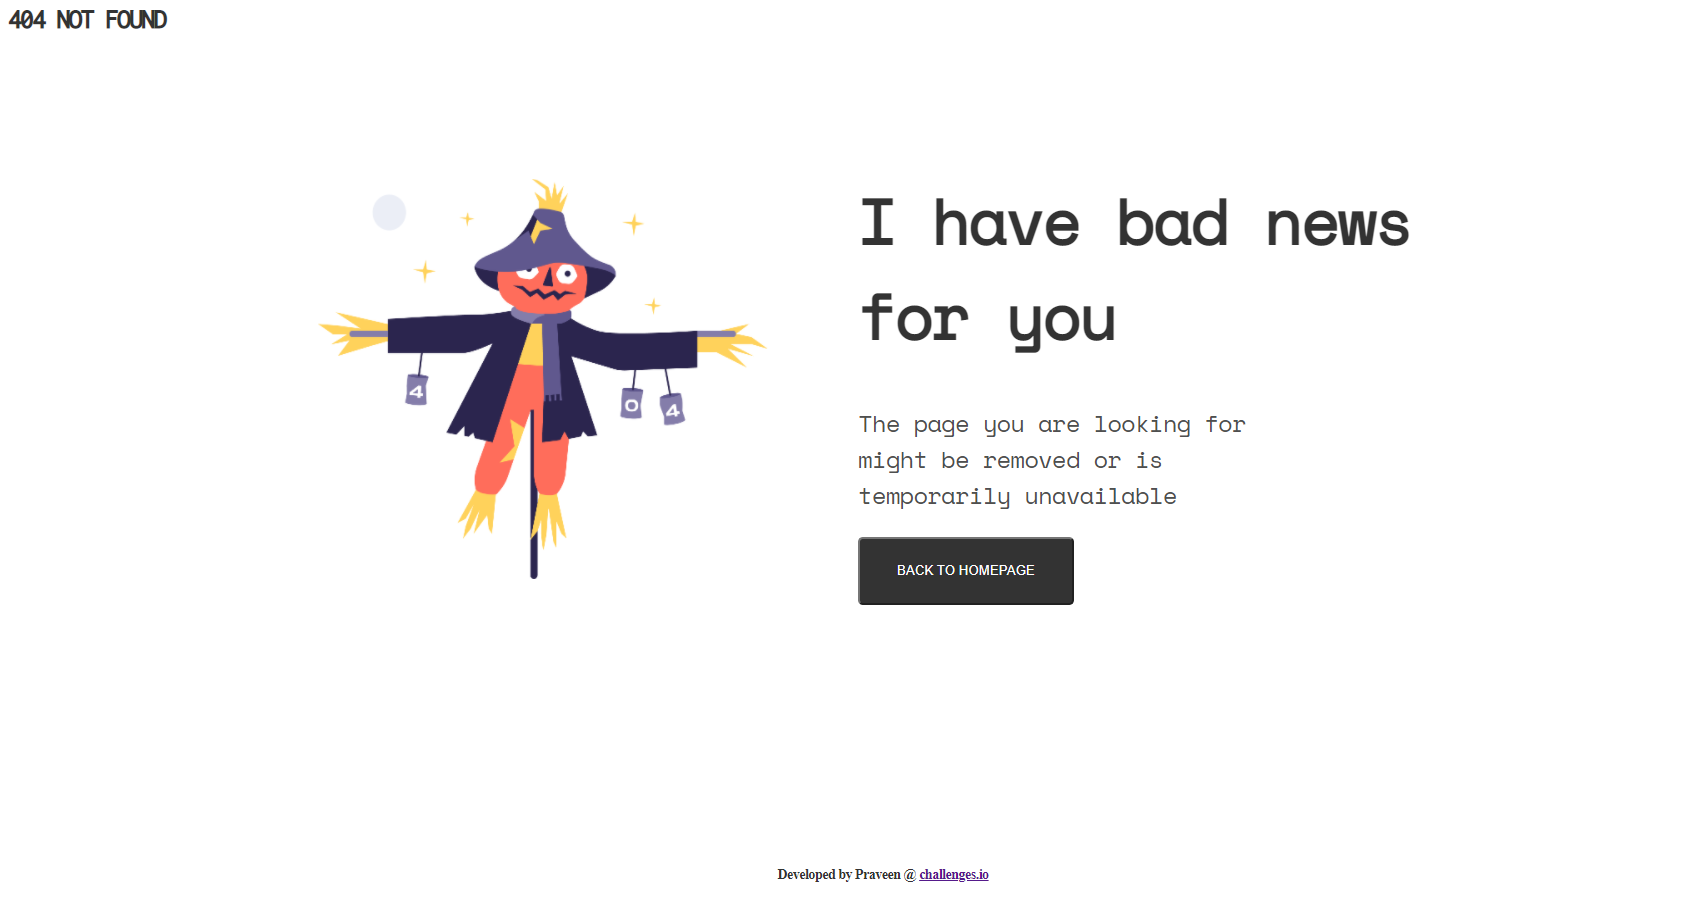 404 NOT FOUND
I have bad news
for you
4
0
4
The page you are looking for
might be removed or is
temporarily unavailable
BACK TO HOMEPAGE
Developed by Praveen @ challenges.io